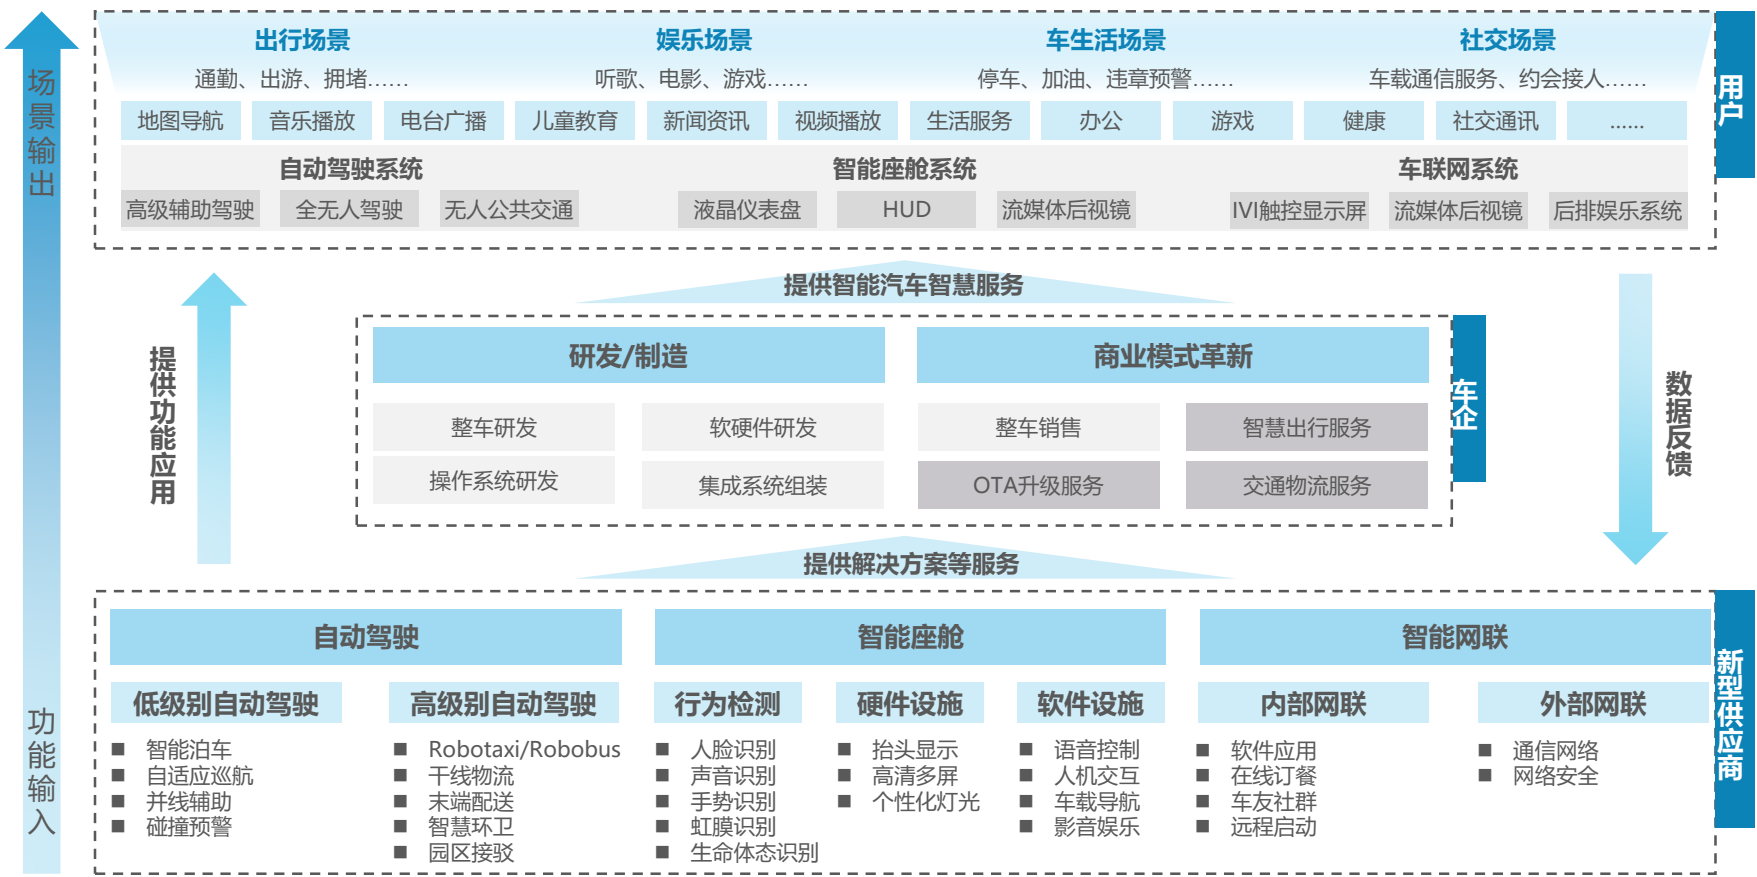 场景输出
功能输入
出行场景
娱乐场景
车生活场景
社交场景
通勤、出游、拥堵……
听歌、电影、游戏……
停车、加油、违章预警……
车载通信服务、约会接人……
地图导航
音乐播放
电台广播
儿童教育
新闻资讯
视频播放
生活服务
办公
游戏
健康
社交通讯
......
自动驾驶系统
智能座舱系统
车联网系统
高级辅助驾驶
全无人驾驶
无人公共交通
液晶仪表盘
HUD
流媒体后视镜
IVI触控显示屏
流媒体后视镜
后排娱乐系统
用户
提供智能汽车智慧服务
提供功能应用
数据反馈
研发/制造
商业模式革新
整车研发
软硬件研发
整车销售
智慧出行服务
操作系统研发
集成系统组装
OTA升级服务
交通物流服务
车企
提供解决方案等服务
自动驾驶
智能座舱
智能网联
低级别自动驾驶
■ 智能泊车
■ 自适应巡航
■ 并线辅助
■ 碰撞预警
高级别自动驾驶
■ Robotaxi/Robobus
■ 干线物流
■ 末端配送
■ 智慧环卫
■ 园区接驳
行为检测
■ 人脸识别
■ 声音识别
■ 手势识别
■ 虹膜识别
■ 生命体态识别
硬件设施
■ 抬头显示
■ 高清多屏
■ 个性化灯光
软件设施
■ 语音控制
■ 人机交互
■ 车载导航
■ 影音娱乐
内部网联
■ 软件应用
■ 在线订餐
■ 车友社群
■ 远程启动
外部网联
■ 通信网络
■ 网络安全
新型供应商